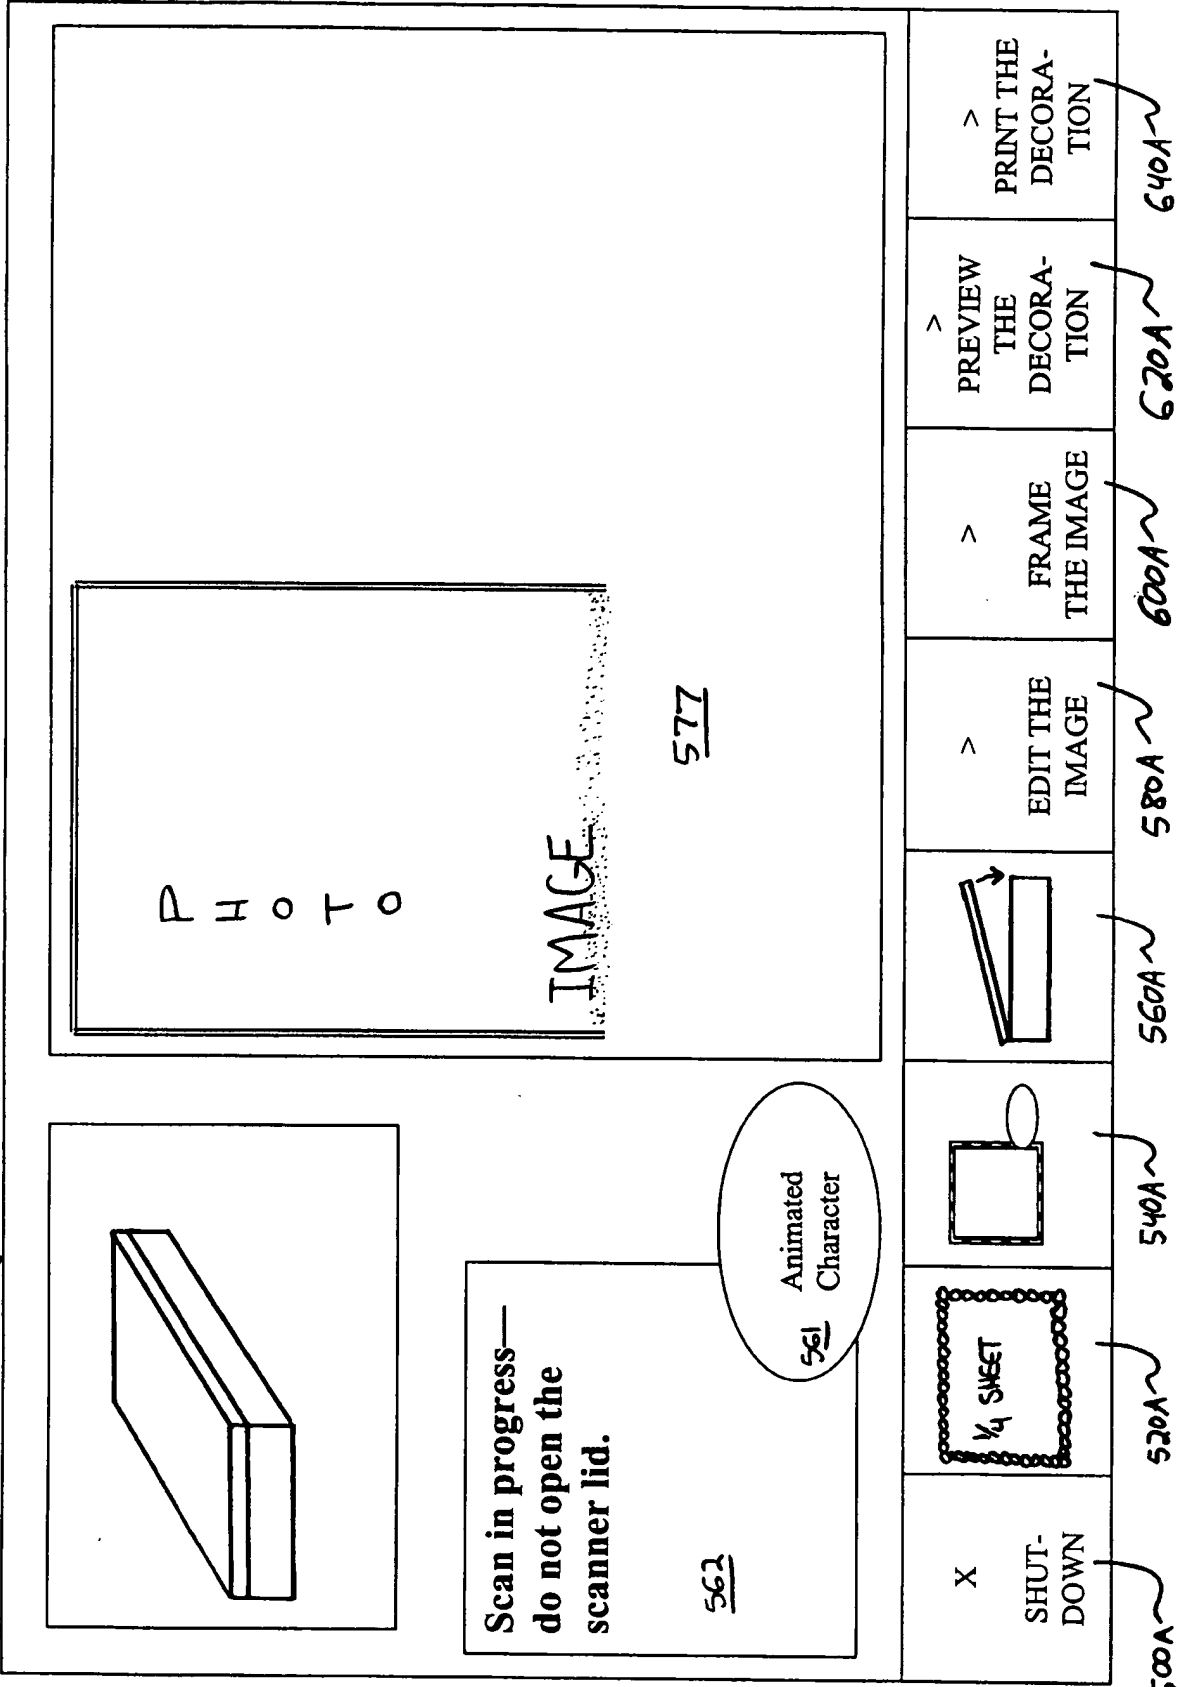 P
H
O
T
O
IMAGE
577
Scan in progress—
do not open the
scanner lid.
562
Animated
561 Character
X
SHUT-
DOWN
1/4 SHEET
>
EDIT THE
IMAGE
>
FRAME
THE IMAGE
>
PREVIEW
THE
DECORA-
TION
>
PRINT THE
DECORA-
TION
500A
520A
540A
560A
580A
600A
620A
640A